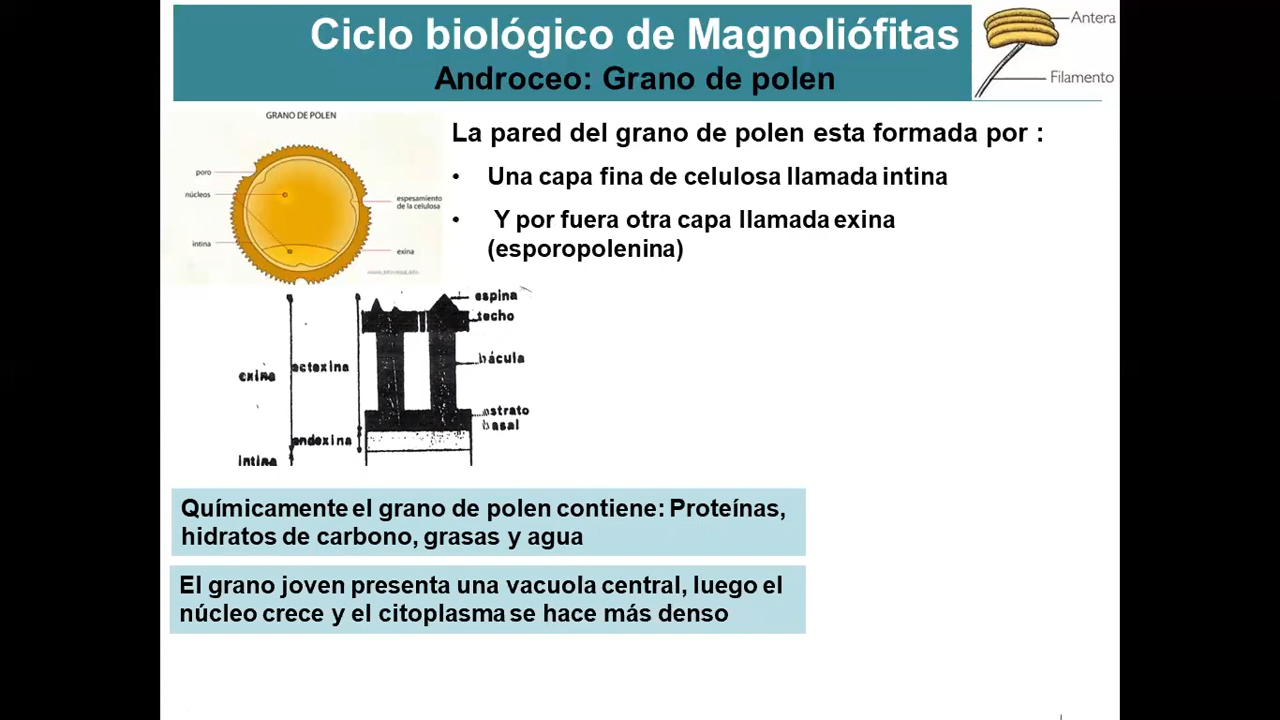 Ciclo biológico de Magnoliófitas
Androceo: Grano de polen
Antera
Filamento
GRANO DE POLEN
poro
núcleos
intina
espesamiento
de la celulosa
exina
La pared del grano de polen esta formada por :
• Una capa fina de celulosa llamada intina
• Y por fuera otra capa llamada exina
(esporopolenina)
espina
techo
bácula
estrato
basal
exina
ectexina
endexina
intina
Químicamente el grano de polen contiene: Proteínas,
hidratos de carbono, grasas y agua
El grano joven presenta una vacuola central, luego el
núcleo crece y el citoplasma se hace más denso